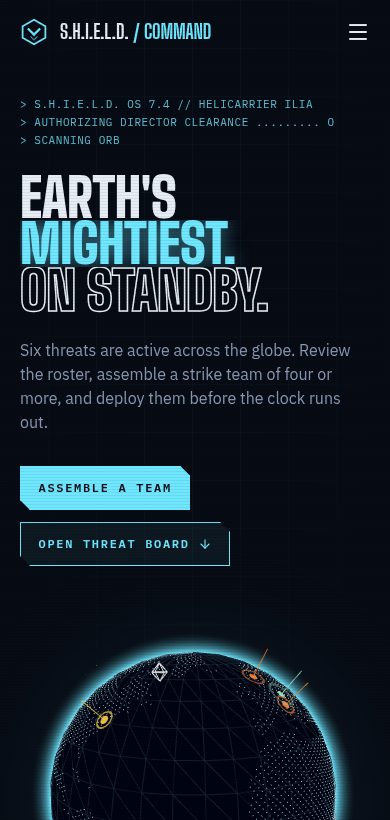 S.H.I.E.L.D. / COMMAND
> S.H.I.E.L.D. OS 7.4 // HELICARRIER ILIA
> AUTHORIZING DIRECTOR CLEARANCE ......... O
> SCANNING ORB
EARTH'S
MIGHTIEST.
ON STANDBY.
Six threats are active across the globe. Review
the roster, assemble a strike team of four or
more, and deploy them before the clock runs
out.
ASSEMBLE A TEAM
OPEN THREAT BOARD ↓